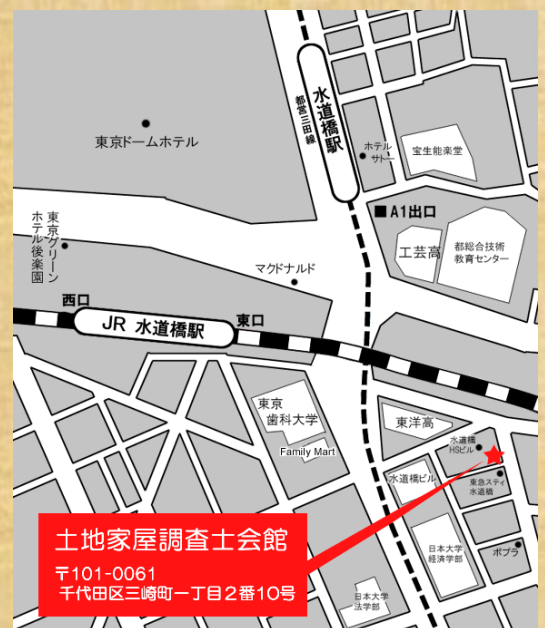 水道橋駅
都営三田線
東京ドームホテル
ホテル
サトー
宝生能楽堂
■A1出口
東京グリーン
ホテル後楽園
工芸高
都総合技術
教育センター
マクドナルド
西口
JR 水道橋駅
東口
東京
歯科大学
東洋高
Family Mart
水道橋
HSビル
水道橋ビル
東急スティ
水道橋
土地家屋調査士会館
〒101-0061
千代田区三崎町一丁目2番10号
日本大学
経済学部
ポプラ
日本大学
法学部